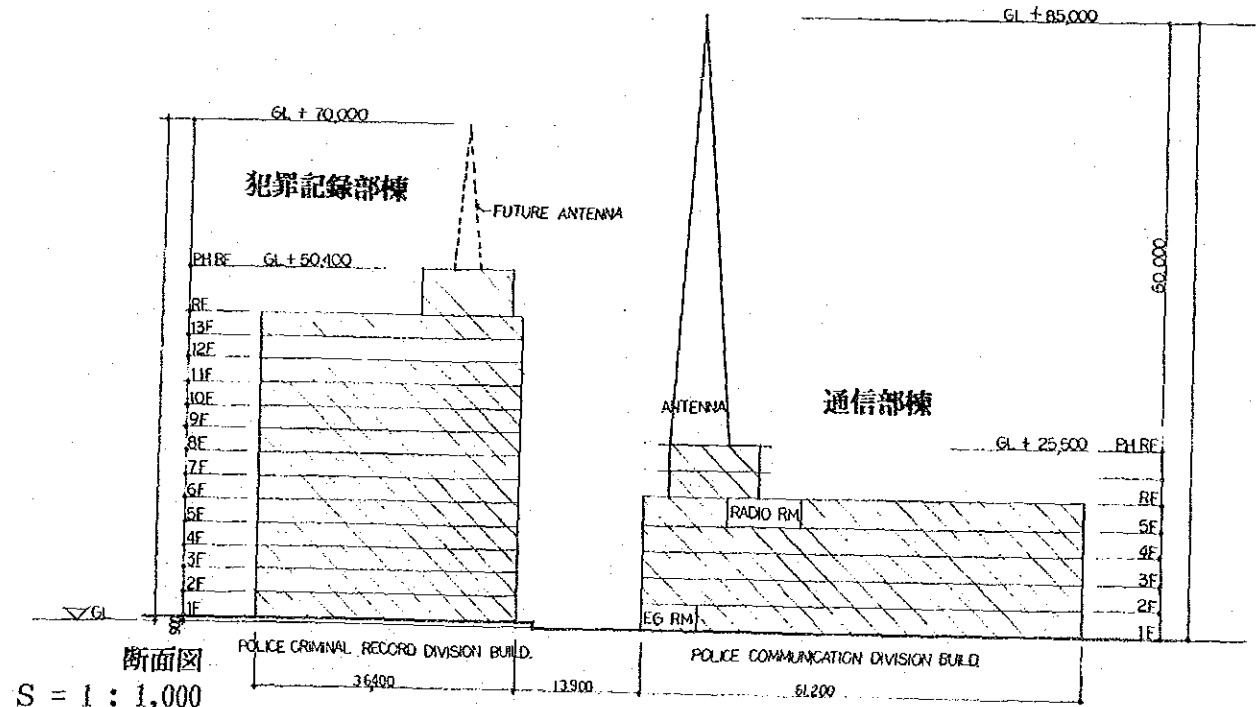 GL + 85,000
GL + 70,000
犯罪記録部棟
FUTURE ANTENNA
PH RF GL + 50,400
RF
13F
12F
11F
10F
9F
8F
7F
6F
5F
4F
3F
2F
1F
GL
60,000
ANTENNA
通信部棟
GL + 25,500 PH RF
RF
RADIO RM
5F
4F
3F
2F
EG RM
1F
断面図
POLICE CRIMINAL RECORD DIVISION BUILD.
POLICE COMMUNICATION DIVISION BUILD.
S = 1 : 1,000
36,400
13,900
61,200